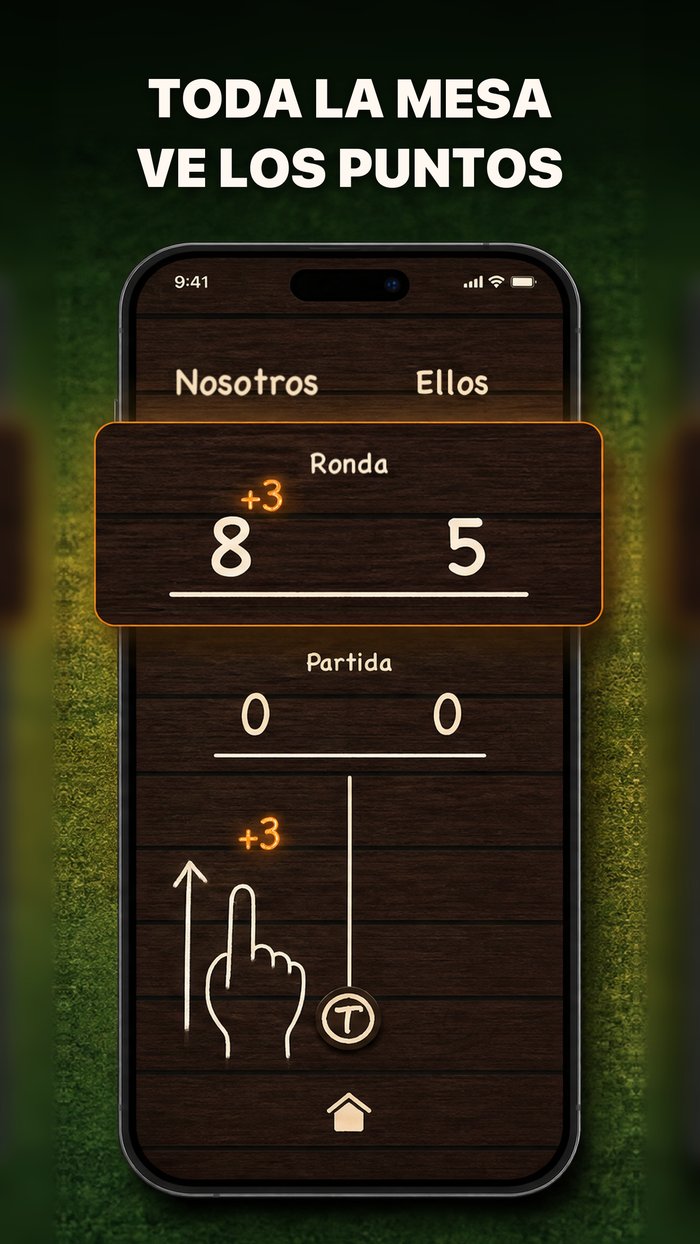 TODA LA MESA
VE LOS PUNTOS
9:41
Nosotros Ellos
Ronda
+3
8 5
Partida
0 0
+3
T